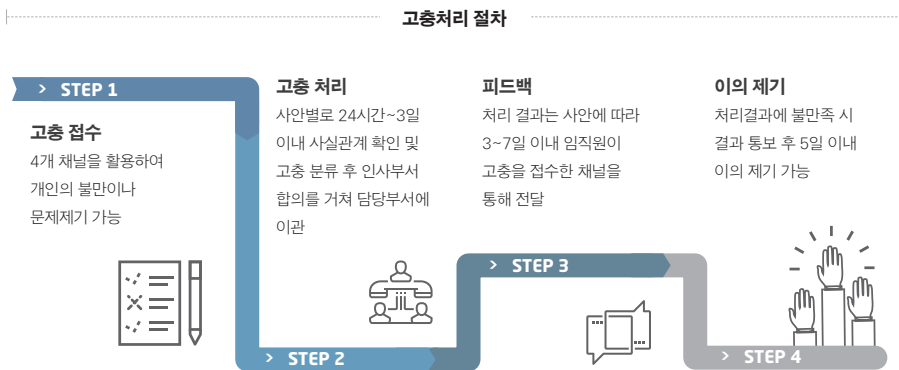 고충처리 절차
> STEP 1
고충 접수
4개 채널을 활용하여
개인의 불만이나
문제제기 가능
고충 처리
사안별로 24시간~3일
이내 사실관계 확인 및
고충 분류 후 인사부서
합의를 거쳐 담당부서에
이관
> STEP 2
피드백
처리 결과는 사안에 따라
3~7일 이내 임직원이
고충을 접수한 채널을
통해 전달
> STEP 3
이의 제기
처리결과에 불만족 시
결과 통보 후 5일 이내
이의 제기 가능
> STEP 4